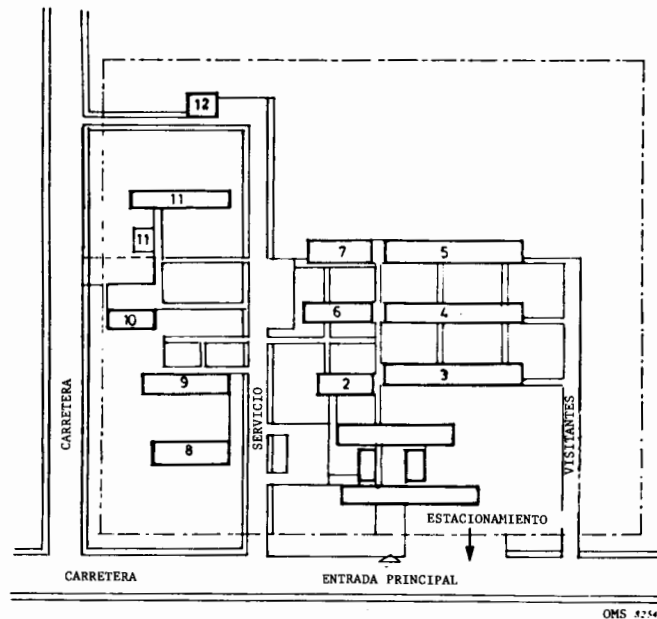 12
11
11
7
5
6
4
10
9
2
3
8
CARRETERA
SERVICIO
VISITANTES
ESTACIONAMIENTO
CARRETERA
ENTRADA PRINCIPAL
OMS